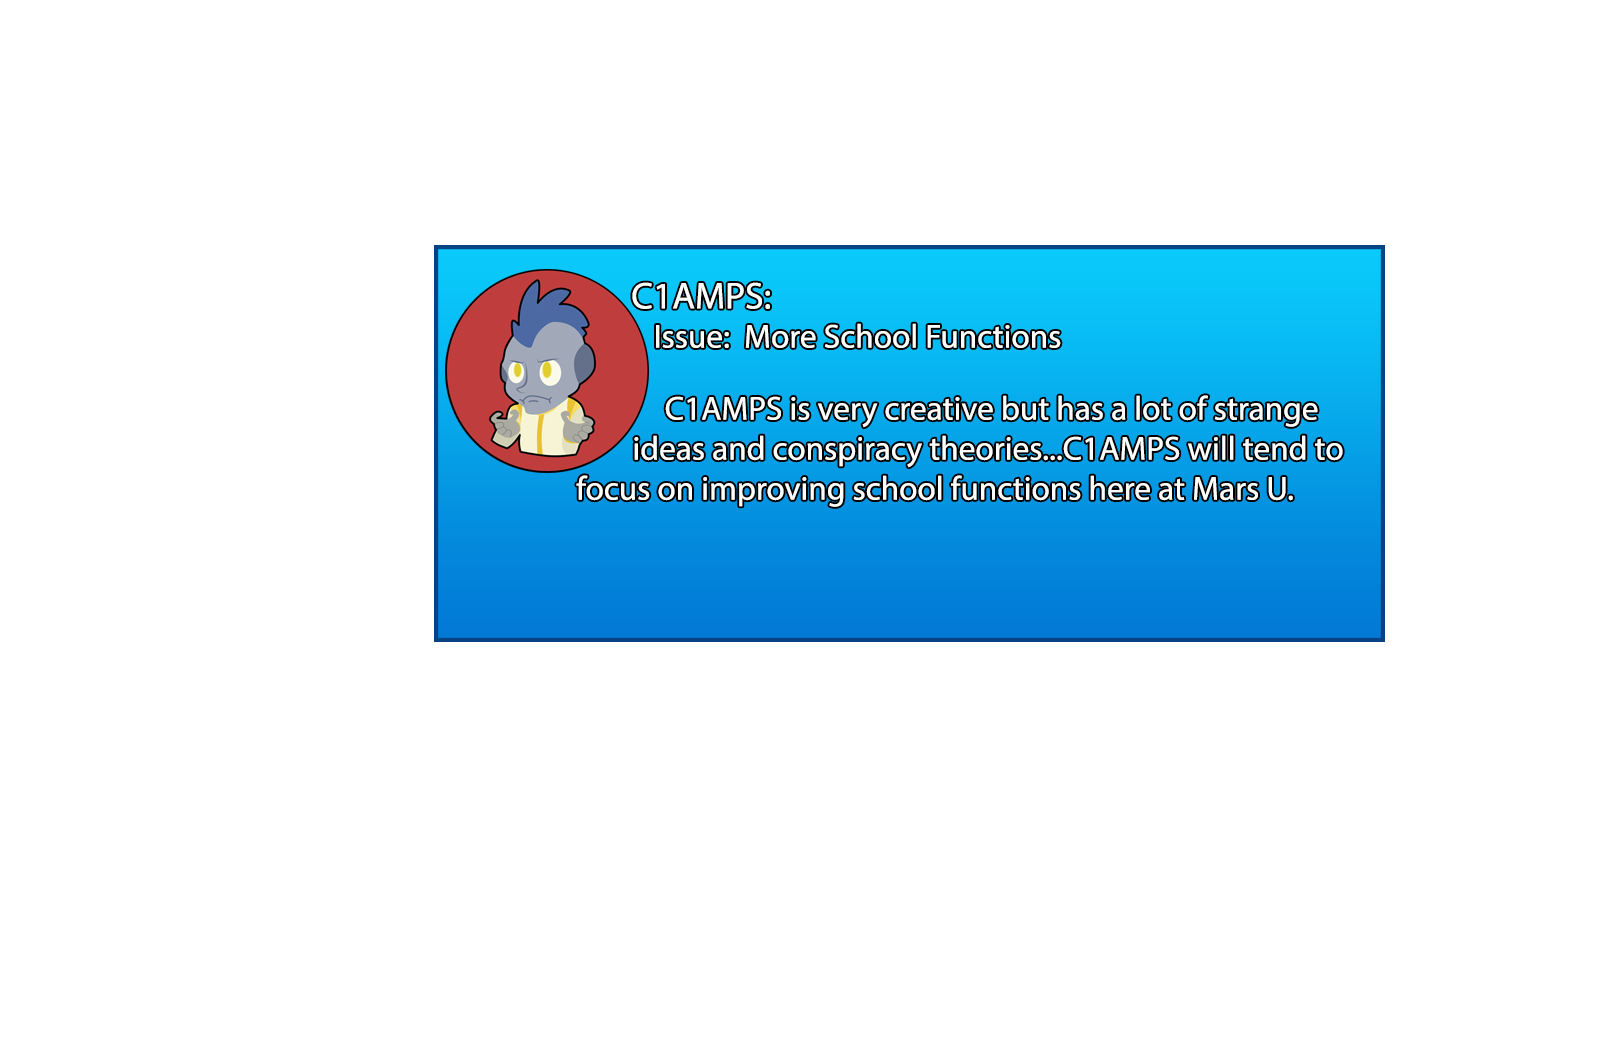 C1AMPS:
Issue:  More School Functions
C1AMPS is very creative but has a lot of strange
ideas and conspiracy theories...C1AMPS will tend to
focus on improving school functions here at Mars U.